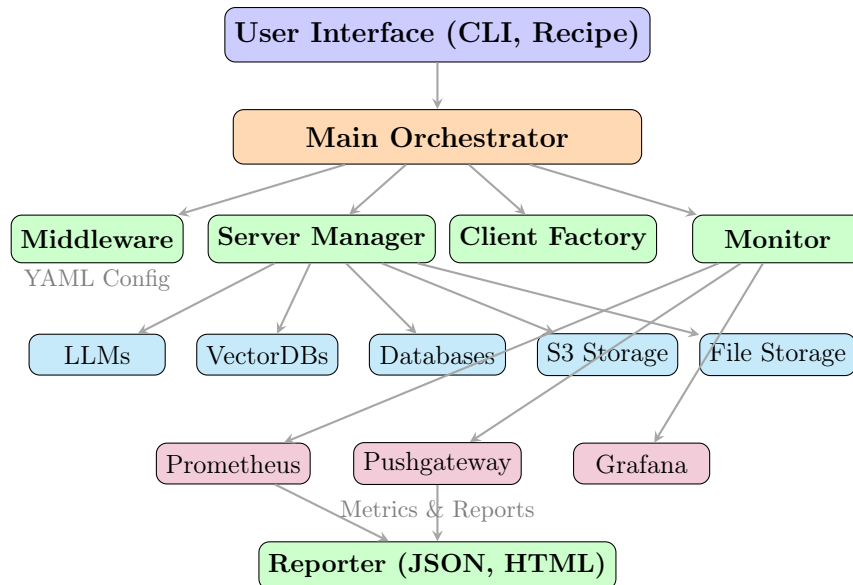 User Interface (CLI, Recipe)
Main Orchestrator
Middleware
Server Manager
Client Factory
Monitor
YAML Config
LLMs
VectorDBs
Databases
S3 Storage
File Storage
Prometheus
Pushgateway
Grafana
Metrics & Reports
Reporter (JSON, HTML)